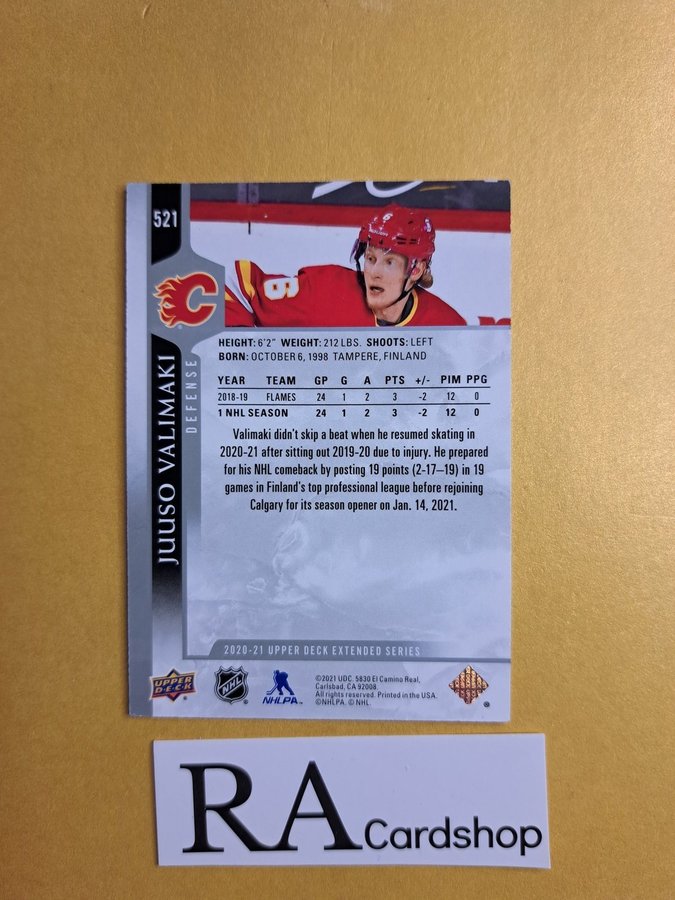 521
JUUSO VALIMAKI
DEFENSE
6
6
HEIGHT: 6'2" WEIGHT: 212 LBS. SHOOTS: LEFT
BORN: OCTOBER 6, 1998 TAMPERE, FINLAND
YEAR TEAM GP G A PTS +/- PIM PPG
2018-19 FLAMES 24 1 2 3 -2 12 0
1 NHL SEASON 24 1 2 3 -2 12 0
Valimaki didn't skip a beat when he resumed skating in
2020-21 after sitting out 2019-20 due to injury. He prepared
for his NHL comeback by posting 19 points (2-17–19) in 19
games in Finland's top professional league before rejoining
Calgary for its season opener on Jan. 14, 2021.
2020-21 UPPER DECK EXTENDED SERIES
UPPER DECK
NHL
NHLPA
©2021 UDC. 5830 El Camino Real,
Carlsbad, CA 92008.
All rights reserved. Printed in the USA.
©NHLPA. © NHL.
RA Cardshop